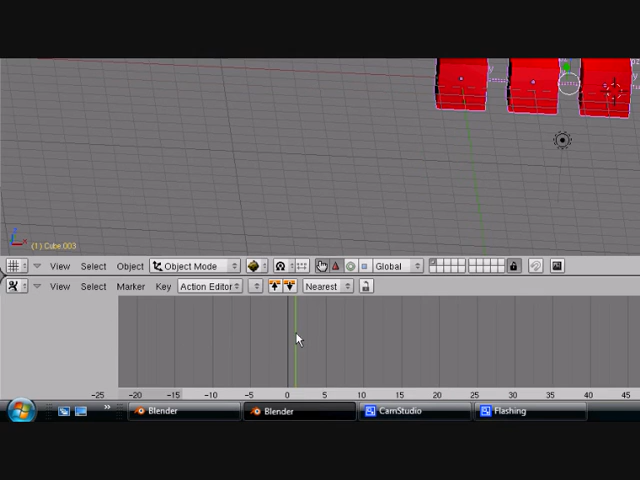 (1) Cube.003
View Select Object Object Mode Global
View Select Marker Key Action Editor Nearest
-25 -20 -15 -10 -5 0 5 10 15 20 25 30 35 40 45
» Blender Blender CamStudio Flashing